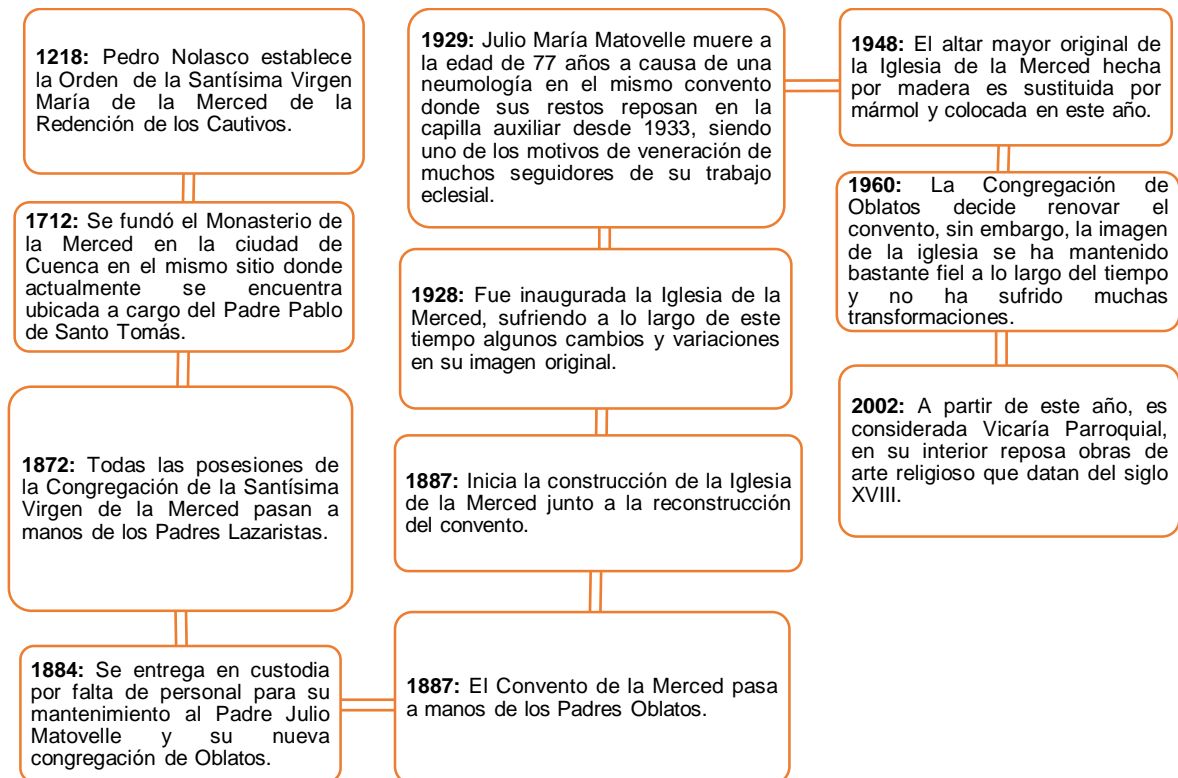 1218: Pedro Nolasco establece
la Orden de la Santísima Virgen
María de la Merced de la
Redención de los Cautivos.
1712: Se fundó el Monasterio de
la Merced en la ciudad de
Cuenca en el mismo sitio donde
actualmente se encuentra
ubicada a cargo del Padre Pablo
de Santo Tomás.
1872: Todas las posesiones de
la Congregación de la Santísima
Virgen de la Merced pasan a
manos de los Padres Lazaristas.
1884: Se entrega en custodia
por falta de personal para su
mantenimiento al Padre Julio
Matovelle y su nueva
congregación de Oblatos.
1887: El Convento de la Merced pasa
a manos de los Padres Oblatos.
1887: Inicia la construcción de la Iglesia
de la Merced junto a la reconstrucción
del convento.
1928: Fue inaugurada la Iglesia de la
Merced, sufriendo a lo largo de este
tiempo algunos cambios y variaciones
en su imagen original.
1929: Julio María Matovelle muere a
la edad de 77 años a causa de una
neumología en el mismo convento
donde sus restos reposan en la
capilla auxiliar desde 1933, siendo
uno de los motivos de veneración de
muchos seguidores de su trabajo
eclesial.
1948: El altar mayor original de
la Iglesia de la Merced hecha
por madera es sustituida por
mármol y colocada en este año.
1960: La Congregación de
Oblatos decide renovar el
convento, sin embargo, la imagen
de la iglesia se ha mantenido
bastante fiel a lo largo del tiempo
y no ha sufrido muchas
transformaciones.
2002: A partir de este año, es
considerada Vicaría Parroquial,
en su interior reposa obras de
arte religioso que datan del siglo
XVIII.